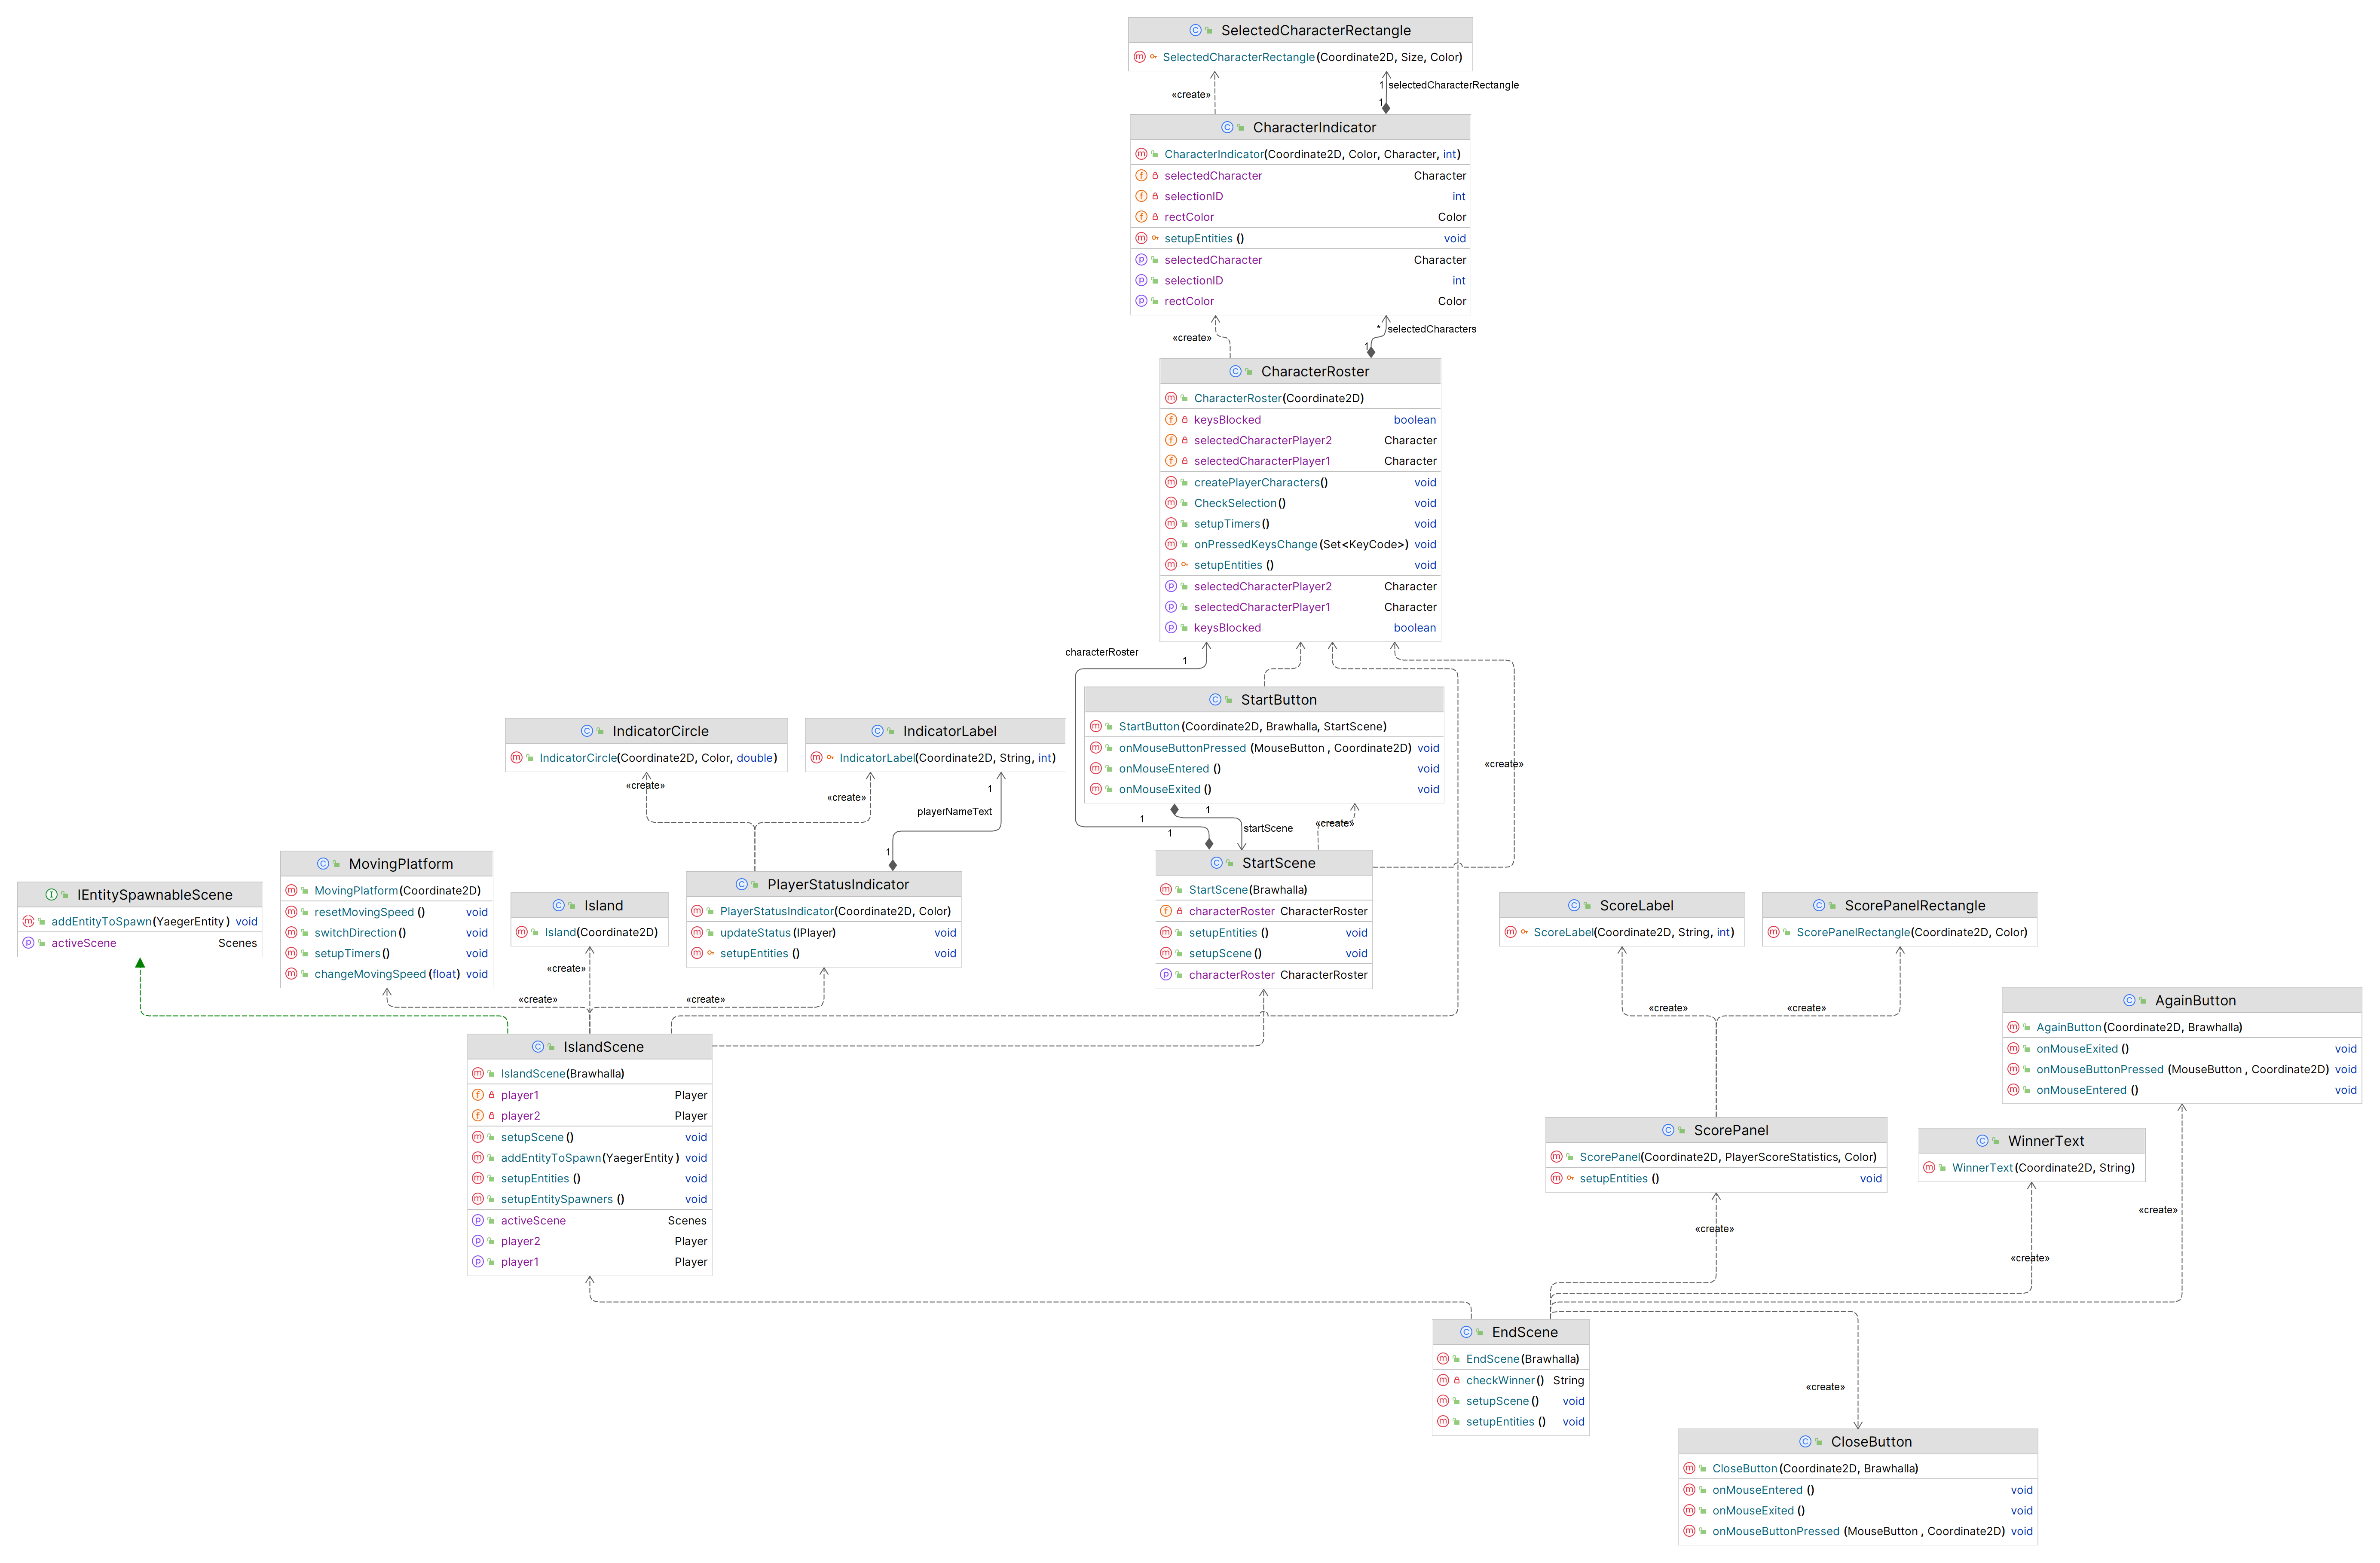 SelectedCharacterRectangle
SelectedCharacterRectangle(Coordinate2D, Size, Color)
«create»
1 selectedCharacterRectangle
1
CharacterIndicator
CharacterIndicator(Coordinate2D, Color, Character, int)
selectedCharacter Character
selectionID int
rectColor Color
setupEntities () void
selectedCharacter Character
selectionID int
rectColor Color
«create»
* selectedCharacters
1
CharacterRoster
CharacterRoster(Coordinate2D)
keysBlocked boolean
selectedCharacterPlayer2 Character
selectedCharacterPlayer1 Character
createPlayerCharacters() void
CheckSelection() void
setupTimers() void
onPressedKeysChange(Set<KeyCode>) void
setupEntities () void
selectedCharacterPlayer2 Character
selectedCharacterPlayer1 Character
keysBlocked boolean
characterRoster
1
StartButton
StartButton(Coordinate2D, Brawhalla, StartScene)
onMouseButtonPressed (MouseButton , Coordinate2D) void
onMouseEntered () void
onMouseExited () void
«create»
1
1
1
startScene
«create»
IndicatorCircle
IndicatorCircle(Coordinate2D, Color, double)
«create»
IndicatorLabel
IndicatorLabel(Coordinate2D, String, int)
«create»
1
playerNameText
1
StartScene
StartScene(Brawhalla)
characterRoster CharacterRoster
setupEntities () void
setupScene() void
characterRoster CharacterRoster
IEntitySpawnableScene
addEntityToSpawn(YaegerEntity ) void
activeScene Scenes
MovingPlatform
MovingPlatform(Coordinate2D)
resetMovingSpeed () void
switchDirection() void
setupTimers() void
changeMovingSpeed (float) void
Island
Island(Coordinate2D)
«create»
PlayerStatusIndicator
PlayerStatusIndicator(Coordinate2D, Color)
updateStatus(IPlayer) void
setupEntities () void
«create»
«create»
ScoreLabel
ScoreLabel(Coordinate2D, String, int)
ScorePanelRectangle
ScorePanelRectangle(Coordinate2D, Color)
«create»
«create»
IslandScene
IslandScene(Brawhalla)
player1 Player
player2 Player
setupScene() void
addEntityToSpawn(YaegerEntity ) void
setupEntities () void
setupEntitySpawners () void
activeScene Scenes
player2 Player
player1 Player
AgainButton
AgainButton(Coordinate2D, Brawhalla)
onMouseExited () void
onMouseButtonPressed (MouseButton , Coordinate2D) void
onMouseEntered () void
ScorePanel
ScorePanel(Coordinate2D, PlayerScoreStatistics, Color)
setupEntities () void
WinnerText
WinnerText(Coordinate2D, String)
«create»
«create»
«create»
EndScene
EndScene(Brawhalla)
checkWinner() String
setupScene() void
setupEntities () void
«create»
CloseButton
CloseButton(Coordinate2D, Brawhalla)
onMouseEntered () void
onMouseExited () void
onMouseButtonPressed (MouseButton , Coordinate2D) void